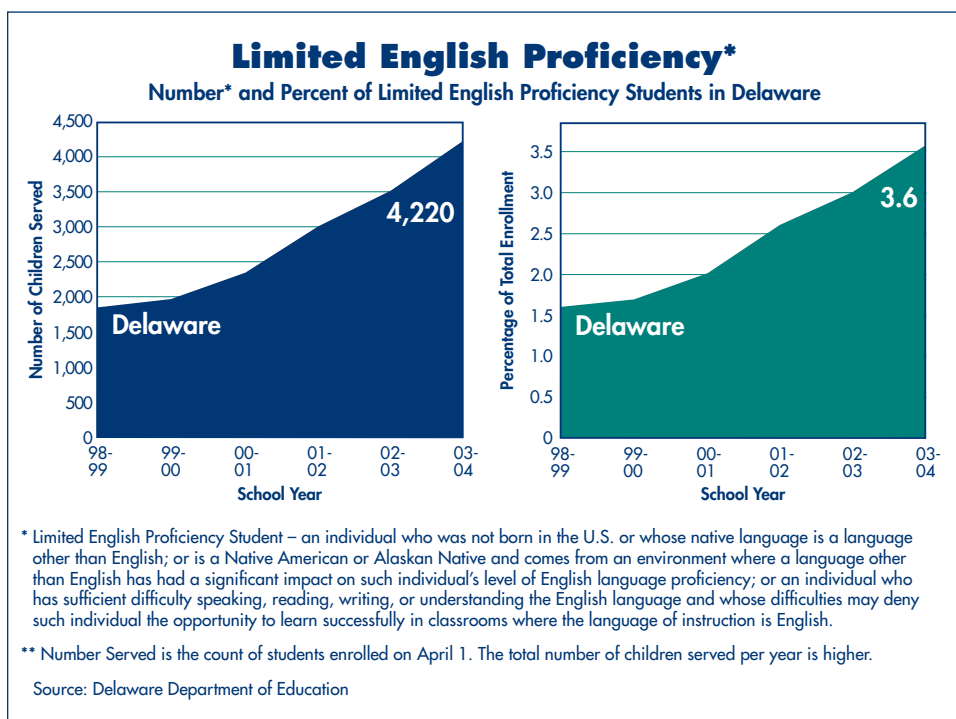 Limited English Proficiency*
Number* and Percent of Limited English Proficiency Students in Delaware
Number of Children Served
4,500
4,000
3,500
3,000
2,500
2,000
1,500
1,000
500
0
4,220
Delaware
98-
99
99-
00
00-
01
01-
02
02-
03
03-
04
School Year
Percentage of Total Enrollment
3.5
3.0
2.5
2.0
1.5
1.0
0.5
0
3.6
Delaware
98-
99
99-
00
00-
01
01-
02
02-
03
03-
04
School Year
* Limited English Proficiency Student – an individual who was not born in the U.S. or whose native language is a language
other than English; or is a Native American or Alaskan Native and comes from an environment where a language other
than English has had a significant impact on such individual's level of English language proficiency; or an individual who
has sufficient difficulty speaking, reading, writing, or understanding the English language and whose difficulties may deny
such individual the opportunity to learn successfully in classrooms where the language of instruction is English.
** Number Served is the count of students enrolled on April 1. The total number of children served per year is higher.
Source: Delaware Department of Education